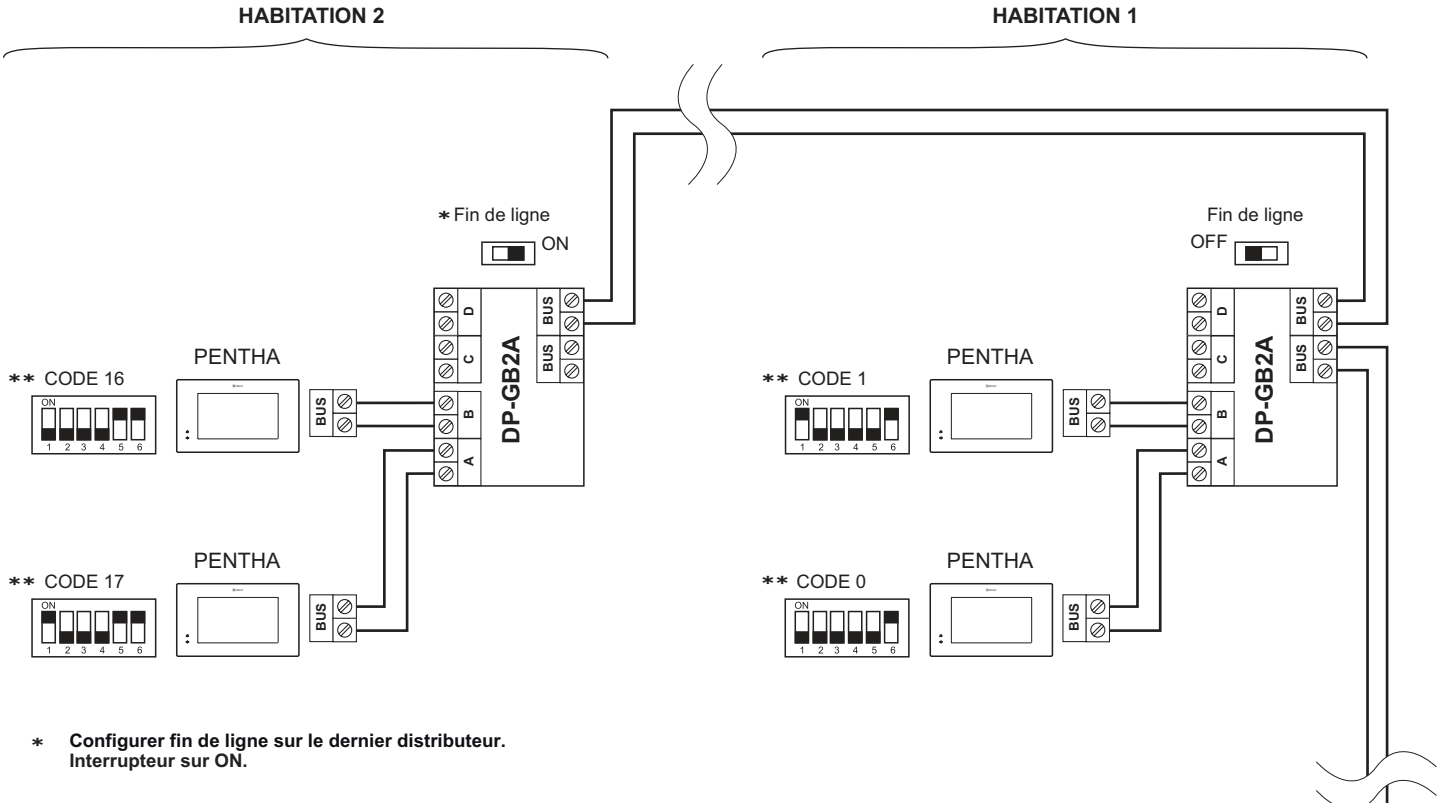 HABITATION 2
HABITATION 1
* Fin de ligne
ON
Fin de ligne
OFF
D
C
B
A
BUS
BUS
DP-GB2A
PENTHA
** CODE 16
ON
1 2 3 4 5 6
BUS
PENTHA
** CODE 17
ON
1 2 3 4 5 6
BUS
D
C
B
A
BUS
BUS
DP-GB2A
PENTHA
** CODE 1
ON
1 2 3 4 5 6
BUS
PENTHA
** CODE 0
ON
1 2 3 4 5 6
BUS
* Configurer fin de ligne sur le dernier distributeur.
Interrupteur sur ON.